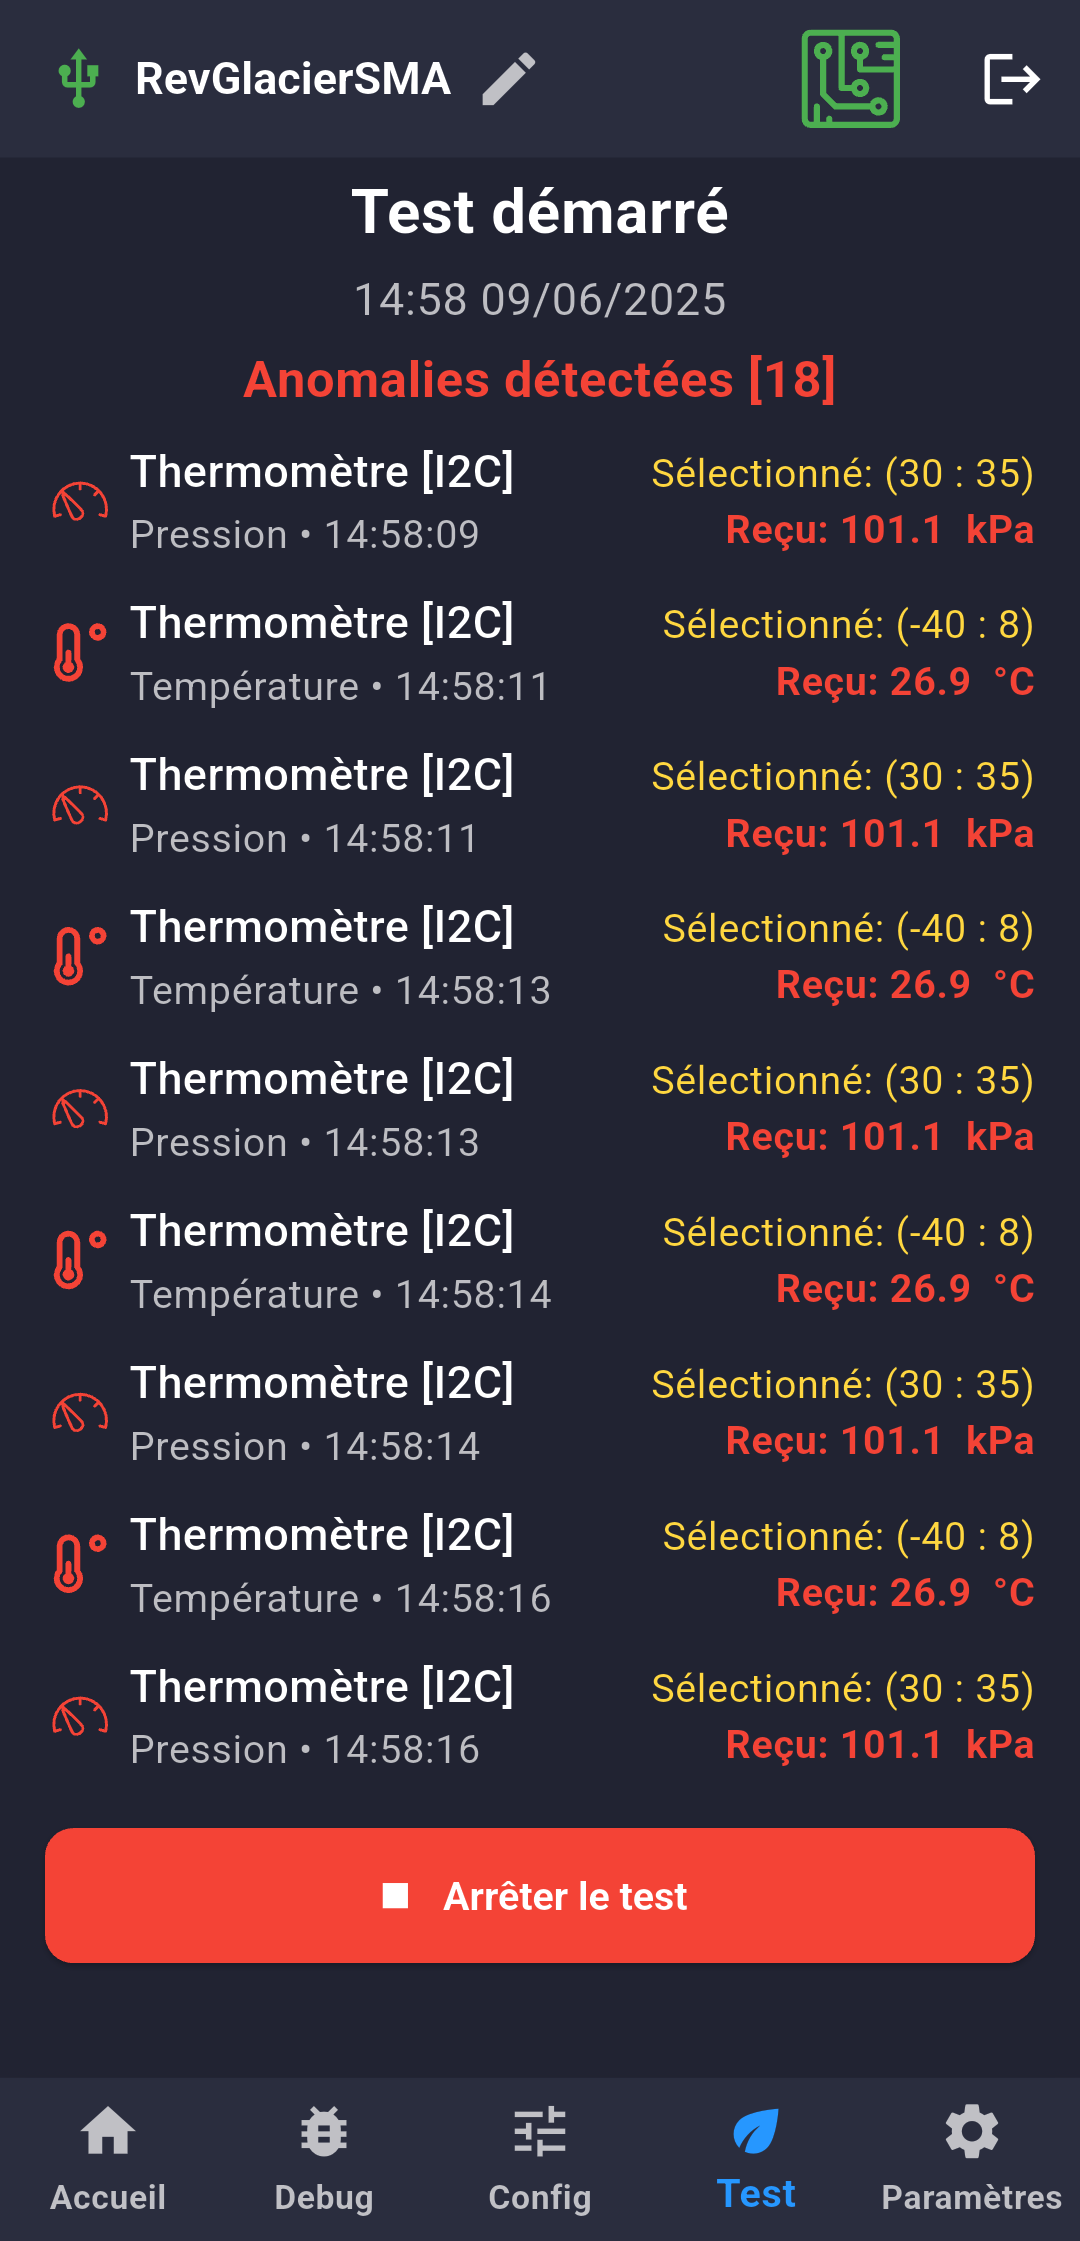 RevGlacierSMA
Test démarré
14:58 09/06/2025
Anomalies détectées [18]
Thermomètre [I2C]
Sélectionné: (30 : 35)
Pression • 14:58:09
Reçu: 101.1 kPa
Thermomètre [I2C]
Sélectionné: (-40 : 8)
Température • 14:58:11
Reçu: 26.9 °C
Thermomètre [I2C]
Sélectionné: (30 : 35)
Pression • 14:58:11
Reçu: 101.1 kPa
Thermomètre [I2C]
Sélectionné: (-40 : 8)
Température • 14:58:13
Reçu: 26.9 °C
Thermomètre [I2C]
Sélectionné: (30 : 35)
Pression • 14:58:13
Reçu: 101.1 kPa
Thermomètre [I2C]
Sélectionné: (-40 : 8)
Température • 14:58:14
Reçu: 26.9 °C
Thermomètre [I2C]
Sélectionné: (30 : 35)
Pression • 14:58:14
Reçu: 101.1 kPa
Thermomètre [I2C]
Sélectionné: (-40 : 8)
Température • 14:58:16
Reçu: 26.9 °C
Thermomètre [I2C]
Sélectionné: (30 : 35)
Pression • 14:58:16
Reçu: 101.1 kPa
Arrêter le test
Accueil
Debug
Config
Test
Paramètres